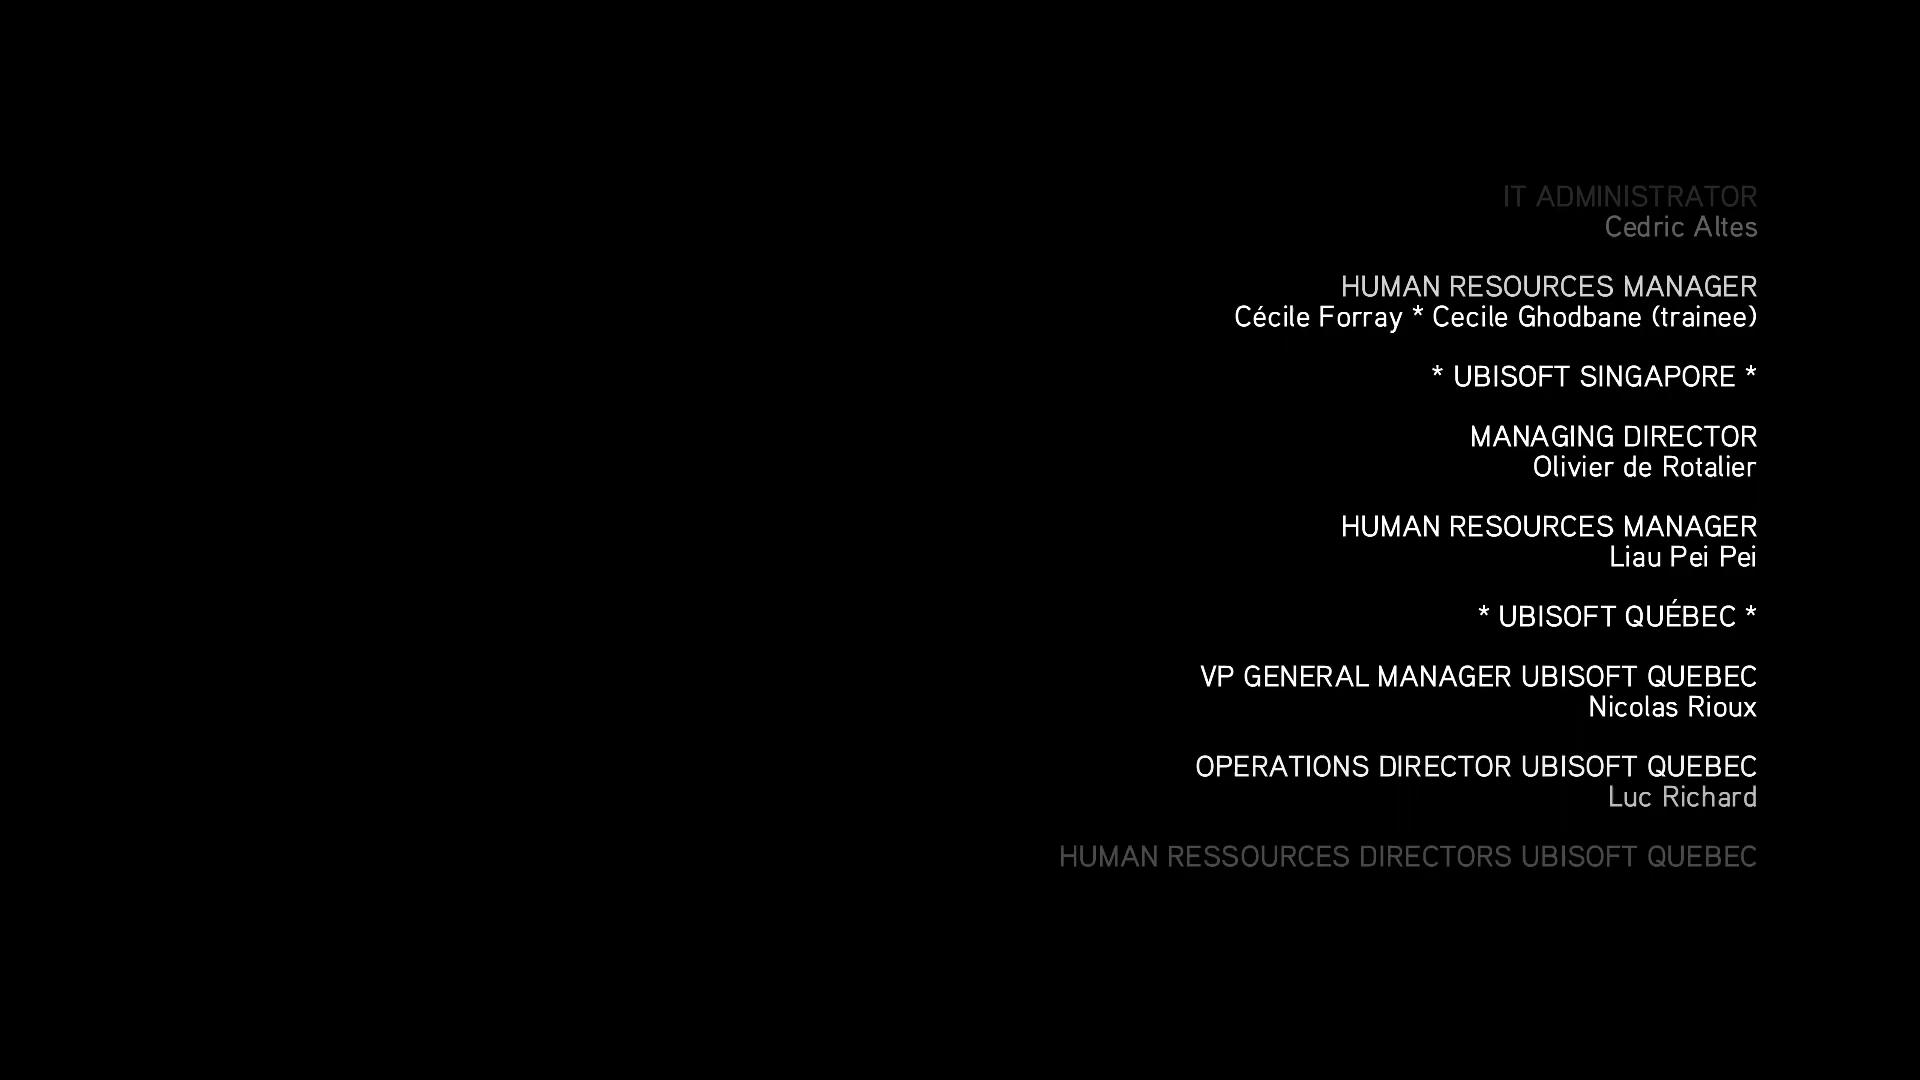 IT ADMINISTRATOR
Cedric Altes
HUMAN RESOURCES MANAGER
Cécile Forray * Cecile Ghodbane (trainee)
* UBISOFT SINGAPORE *
MANAGING DIRECTOR
Olivier de Rotalier
HUMAN RESOURCES MANAGER
Liau Pei Pei
* UBISOFT QUÉBEC *
VP GENERAL MANAGER UBISOFT QUEBEC
Nicolas Rioux
OPERATIONS DIRECTOR UBISOFT QUEBEC
Luc Richard
HUMAN RESSOURCES DIRECTORS UBISOFT QUEBEC